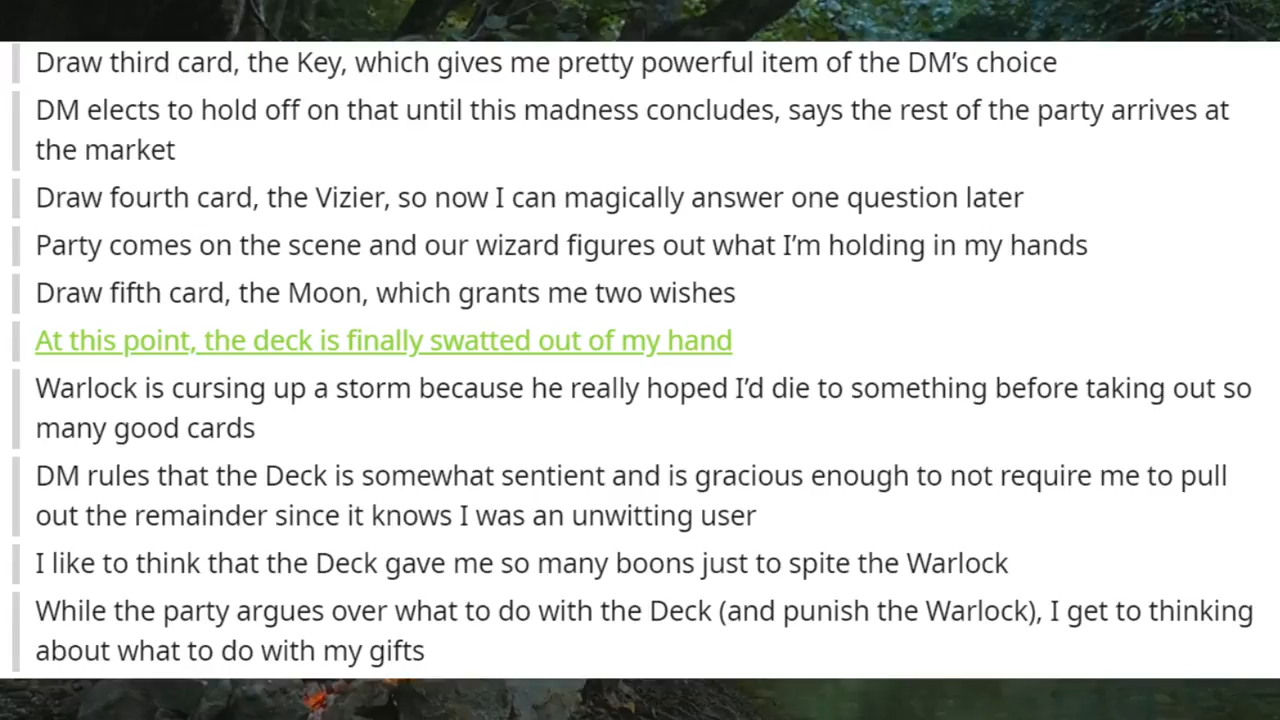 Draw third card, the Key, which gives me pretty powerful item of the DM’s choice
DM elects to hold off on that until this madness concludes, says the rest of the party arrives at
the market
Draw fourth card, the Vizier, so now I can magically answer one question later
Party comes on the scene and our wizard figures out what I’m holding in my hands
Draw fifth card, the Moon, which grants me two wishes
At this point, the deck is finally swatted out of my hand
Warlock is cursing up a storm because he really hoped I’d die to something before taking out so
many good cards
DM rules that the Deck is somewhat sentient and is gracious enough to not require me to pull
out the remainder since it knows I was an unwitting user
I like to think that the Deck gave me so many boons just to spite the Warlock
While the party argues over what to do with the Deck (and punish the Warlock), I get to thinking
about what to do with my gifts